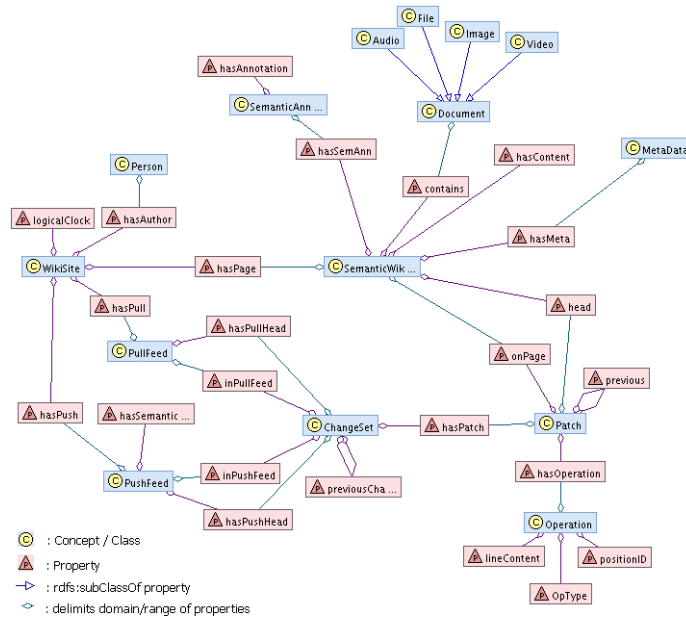 C File
C Image
C Audio
C Video
P hasAnnotation
C SemanticAnn ...
C Document
P hasSemAnn
P hasContent
C MetaData
C Person
P contains
P logicalClock
P hasAuthor
P hasMeta
C WikiSite
P hasPage
C SemanticWik ...
P hasPull
P head
P hasPullHead
C PullFeed
P onPage
P inPullFeed
P previous
P hasPush
P hasSemantic ...
C ChangeSet
P hasPatch
C Patch
P hasOperation
C PushFeed
P inPushFeed
P previousCha ...
P hasPushHead
C Operation
C : Concept / Class
P lineContent
P positionID
P : Property
: rdfs:subClassOf property
P OpType
: delimits domain/range of properties